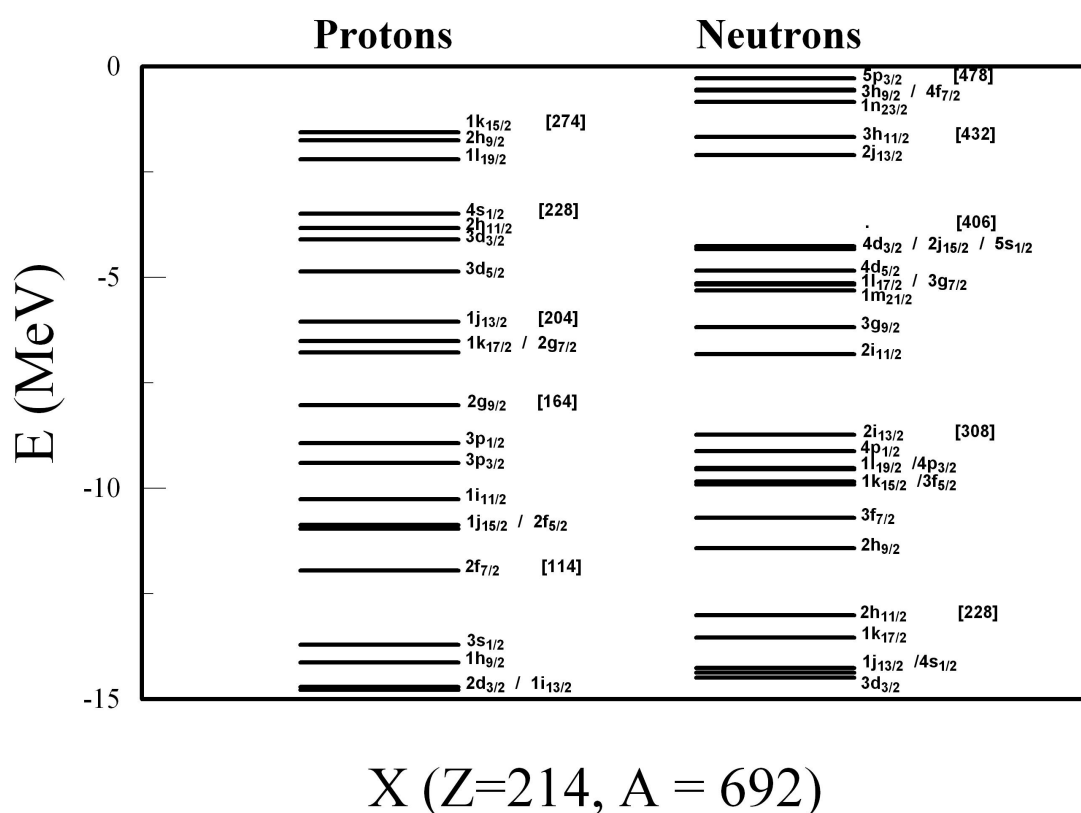 Protons Neutrons
0
-5
-10
-15
E (MeV)
1k15/2 [274]
2h9/2
1l19/2
4s1/2 [228]
2h11/2
3d3/2
3d5/2
1j13/2 [204]
1k17/2 / 2g7/2
2g9/2 [164]
3p1/2
3p3/2
1i11/2
1j15/2 / 2f5/2
2f7/2 [114]
3s1/2
1h9/2
2d3/2 / 1i13/2
5p3/2 [478]
3h9/2 / 4f7/2
1n23/2
3h11/2 [432]
2j13/2
. [406]
4d3/2 / 2j15/2 / 5s1/2
4d5/2
1l17/2 / 3g7/2
1m21/2
3g9/2
2i11/2
2i13/2 [308]
4p1/2
1l19/2 /4p3/2
1k15/2 /3f5/2
3f7/2
2h9/2
2h11/2 [228]
1k17/2
1j13/2 /4s1/2
3d3/2
X (Z=214, A = 692)